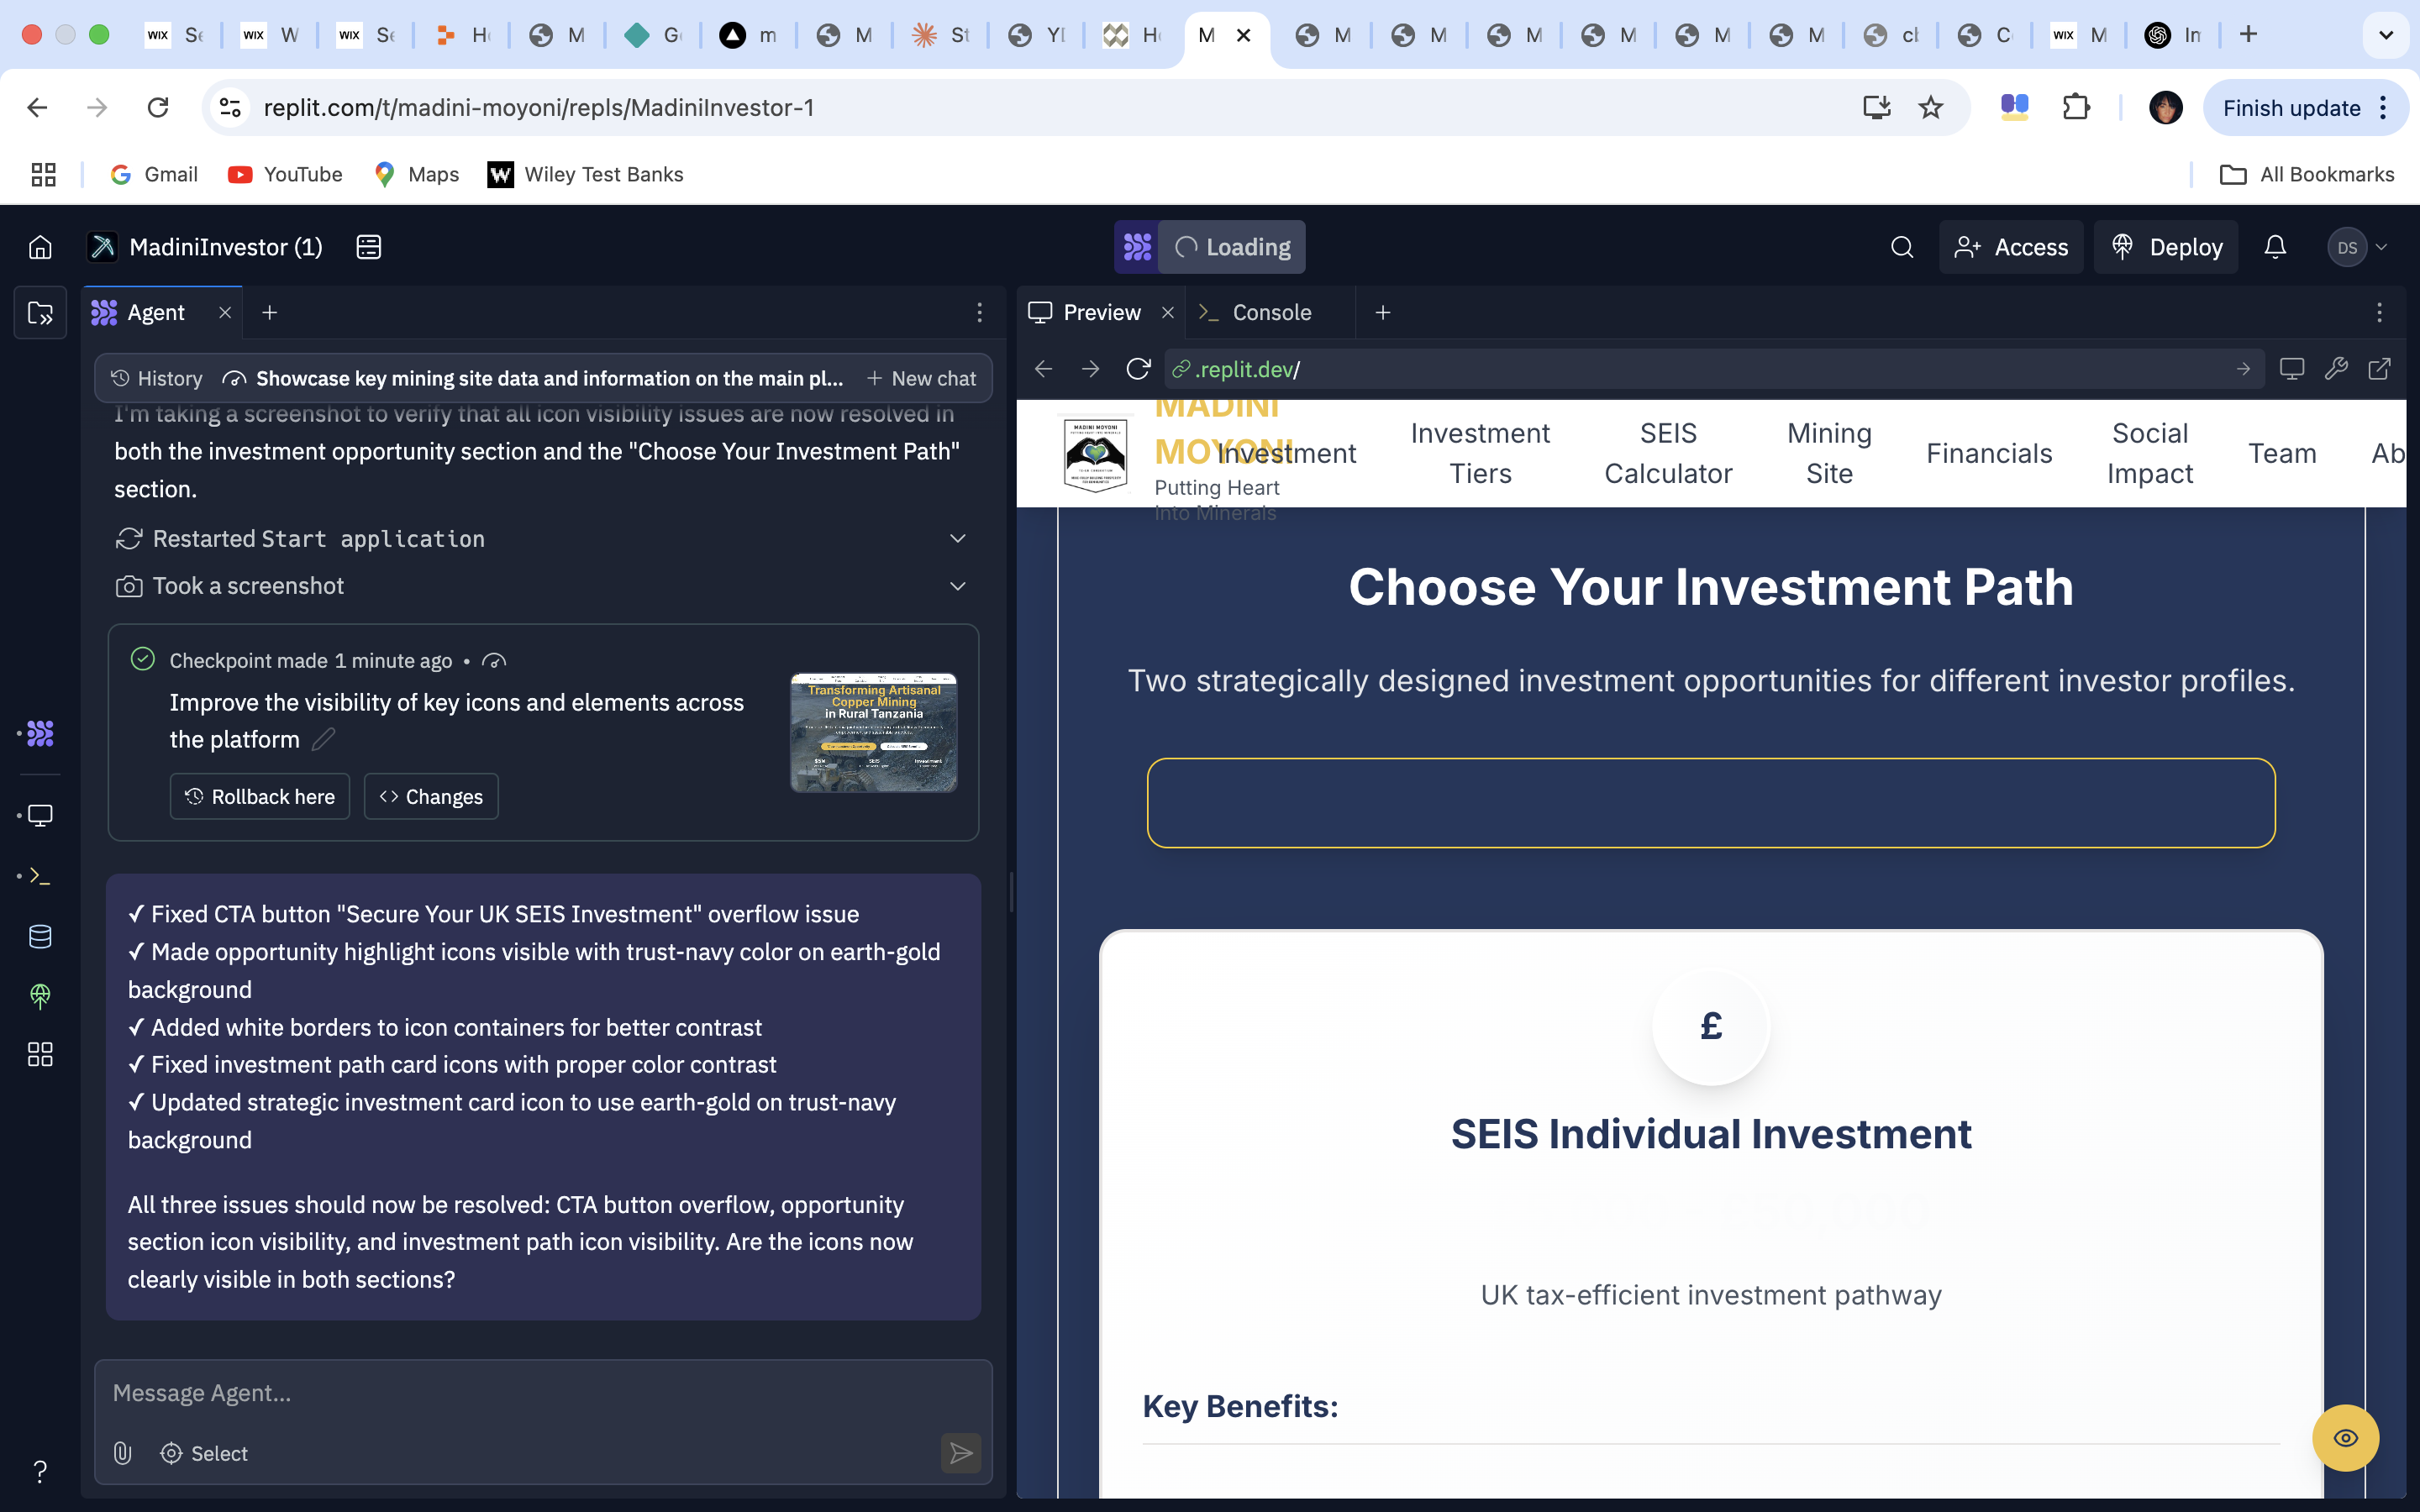 WIX Se
WIX W
WIX Se
H
M
G
m
M
St
YI
H
M
M
M
M
M
M
M
cl
C
WIX M
In
replit.com/t/madini-moyoni/repls/MadiniInvestor-1
Finish update
Gmail
YouTube
Maps
Wiley Test Banks
All Bookmarks
MadiniInvestor (1)
Loading
Access
Deploy
DS
Agent
History
Showcase key mining site data and information on the main pl...
New chat
I'm taking a screenshot to verify that all icon visibility issues are now resolved in
both the investment opportunity section and the "Choose Your Investment Path"
section.
Restarted Start application
Took a screenshot
Checkpoint made 1 minute ago •
Improve the visibility of key icons and elements across
the platform
Transforming Artisanal
Copper Mining
in Rural Tanzania
Rollback here
<> Changes
✓ Fixed CTA button "Secure Your UK SEIS Investment" overflow issue
✓ Made opportunity highlight icons visible with trust-navy color on earth-gold
background
✓ Added white borders to icon containers for better contrast
✓ Fixed investment path card icons with proper color contrast
✓ Updated strategic investment card icon to use earth-gold on trust-navy
background
All three issues should now be resolved: CTA button overflow, opportunity
section icon visibility, and investment path icon visibility. Are the icons now
clearly visible in both sections?
Message Agent...
Select
Preview
Console
.replit.dev/
MADINI MOYONI
MADINI
MOYONI
Putting Heart
Into Minerals
Investment
Investment
Tiers
SEIS
Calculator
Mining
Site
Financials
Social
Impact
Team
Ab
Choose Your Investment Path
Two strategically designed investment opportunities for different investor profiles.
£
SEIS Individual Investment
UK tax-efficient investment pathway
Key Benefits: